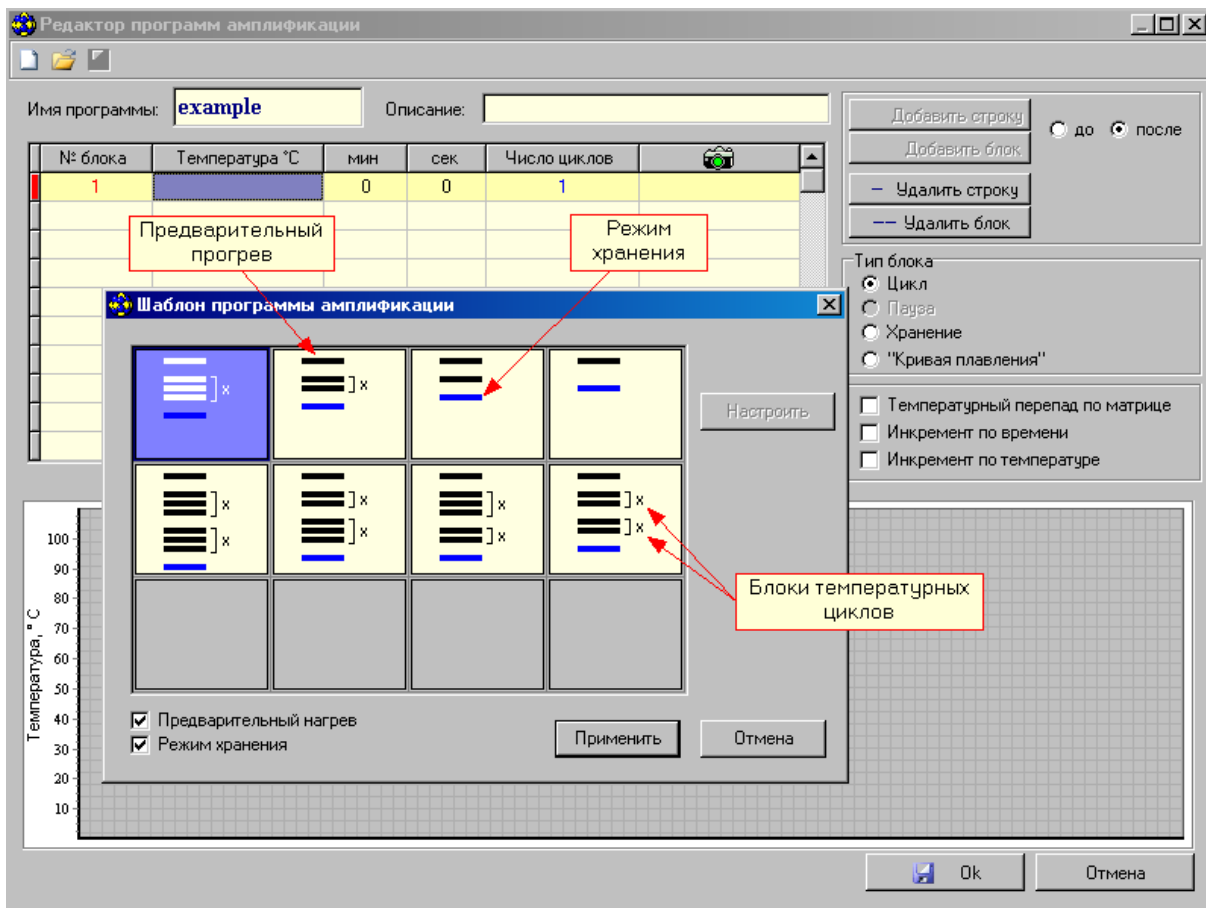 Редактор программ амплификации
Имя программы: example Описание:
Добавить строку
Добавить блок
до после
Удалить строку
Удалить блок
№ блока Температура °C мин сек Число циклов
1 0 0 1
Предварительный
прогрев
Режим
хранения
Тип блока
Цикл
Пауза
Хранение
"Кривая плавления"
Температурный перепад по матрице
Инкремент по времени
Инкремент по температуре
Шаблон программы амплификации
x x
x x x x
x x x x
Настроить
Блоки температурных
циклов
Предварительный нагрев
Режим хранения
Применить Отмена
Температура, °C
100
90
80
70
60
50
40
30
20
10
Ok Отмена